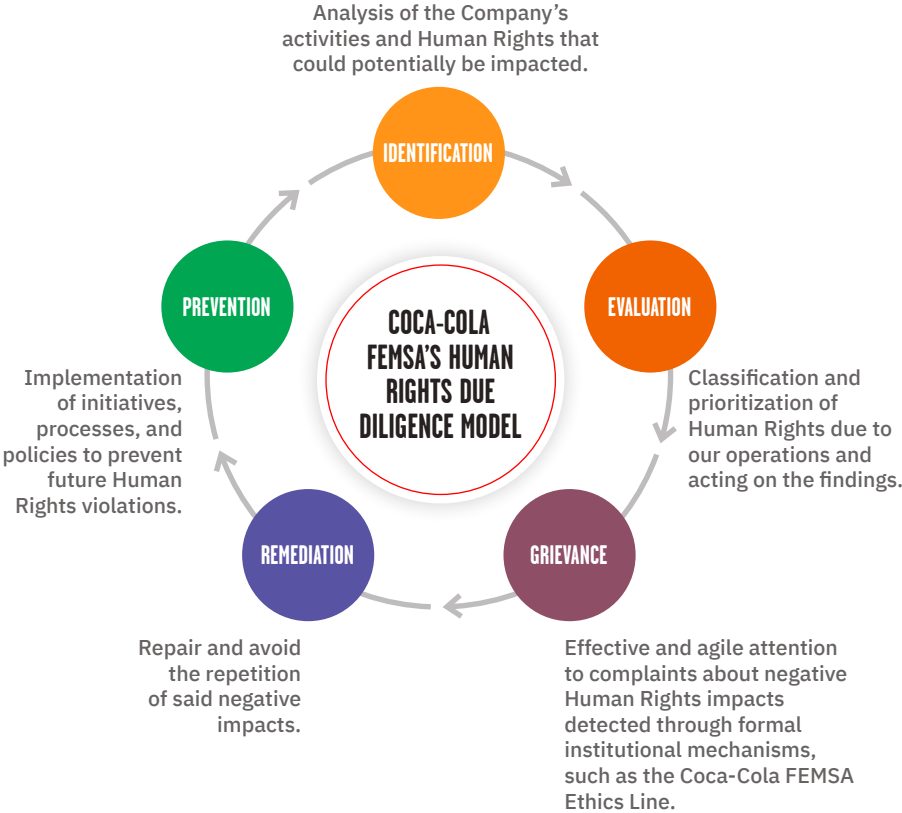 Analysis of the Company’s
activities and Human Rights that
could potentially be impacted.
IDENTIFICATION
EVALUATION
Classification and
prioritization of
Human Rights due to
our operations and
acting on the findings.
GRIEVANCE
Effective and agile attention
to complaints about negative
Human Rights impacts
detected through formal
institutional mechanisms,
such as the Coca-Cola FEMSA
Ethics Line.
REMEDIATION
Repair and avoid
the repetition
of said negative
impacts.
PREVENTION
Implementation
of initiatives,
processes, and
policies to prevent
future Human
Rights violations.
COCA-COLA
FEMSA’S HUMAN
RIGHTS DUE
DILIGENCE MODEL